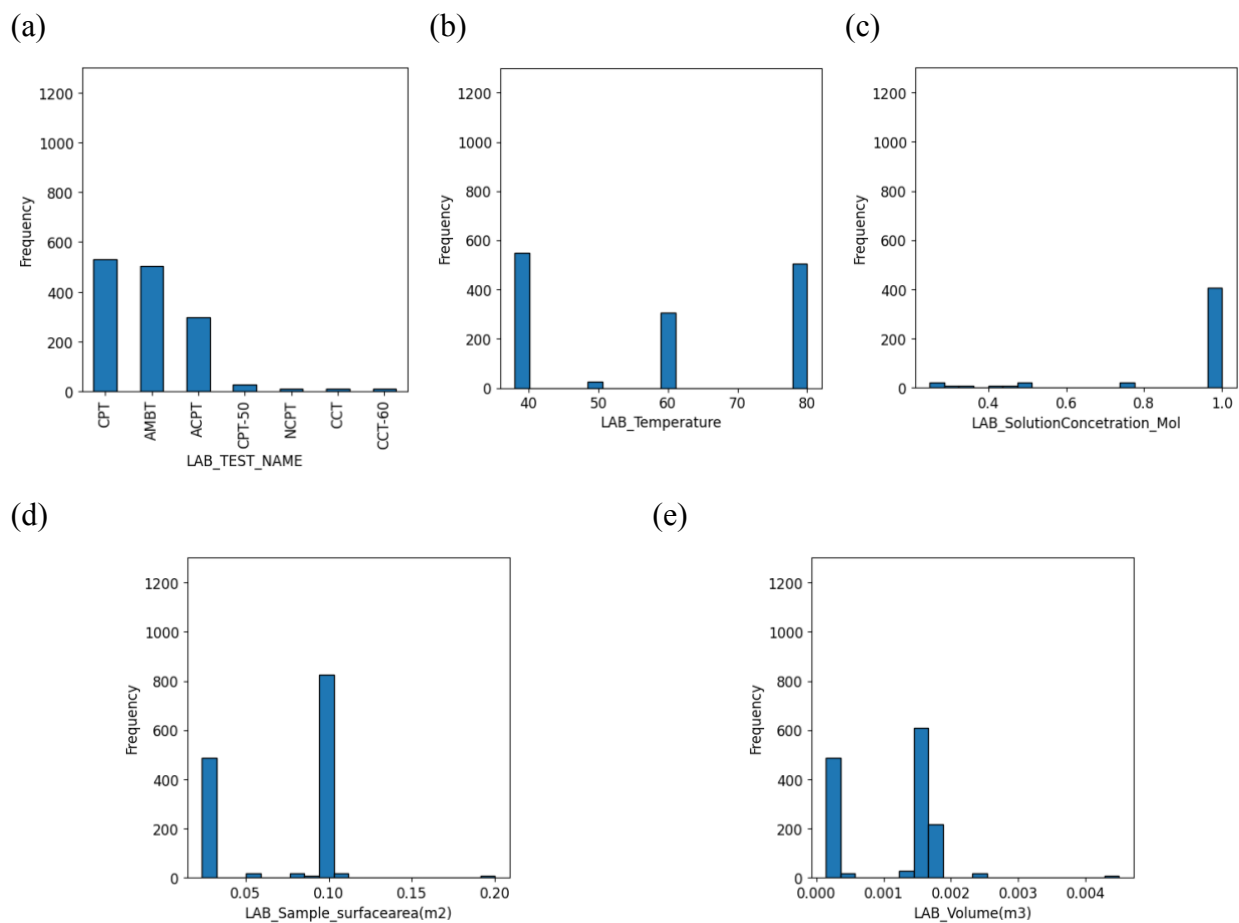 (a)
(b)
(c)
1200
1000
800
600
400
200
0
Frequency
CPT
AMBT
ACPT
CPT-50
NCPT
CCT
CCT-60
LAB_TEST_NAME
1200
1000
800
600
400
200
0
Frequency
40 50 60 70 80
LAB_Temperature
1200
1000
800
600
400
200
0
Frequency
0.4 0.6 0.8 1.0
LAB_SolutionConcetration_Mol
(d)
(e)
1200
1000
800
600
400
200
0
Frequency
0.05 0.10 0.15 0.20
LAB_Sample_surfacearea(m2)
1200
1000
800
600
400
200
0
Frequency
0.000 0.001 0.002 0.003 0.004
LAB_Volume(m3)